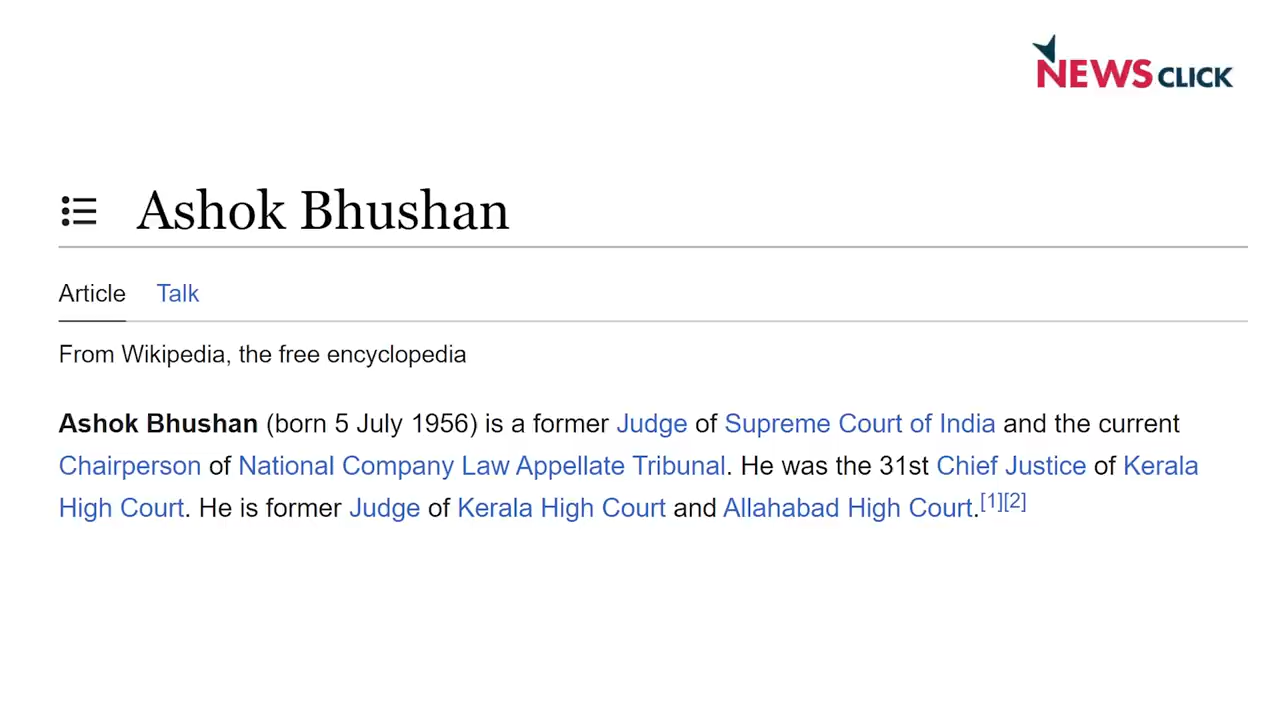 NEWS CLICK
Ashok Bhushan
Article Talk
From Wikipedia, the free encyclopedia
Ashok Bhushan (born 5 July 1956) is a former Judge of Supreme Court of India and the current
Chairperson of National Company Law Appellate Tribunal. He was the 31st Chief Justice of Kerala
High Court. He is former Judge of Kerala High Court and Allahabad High Court.[1][2]